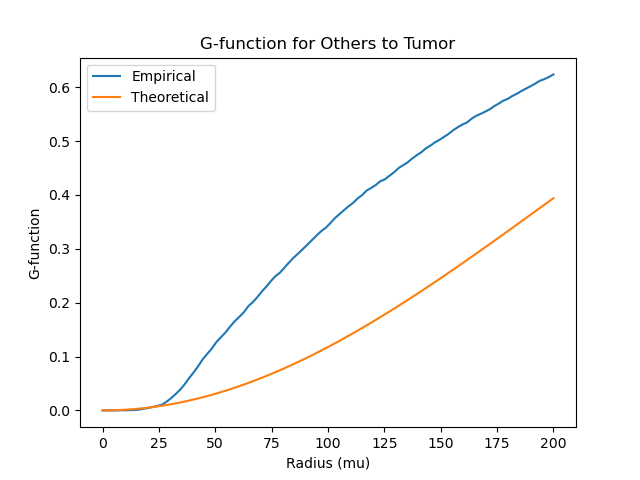 G-function for Others to Tumor
Empirical
Theoretical
G-function
0.6
0.5
0.4
0.3
0.2
0.1
0.0
0 25 50 75 100 125 150 175 200
Radius (mu)